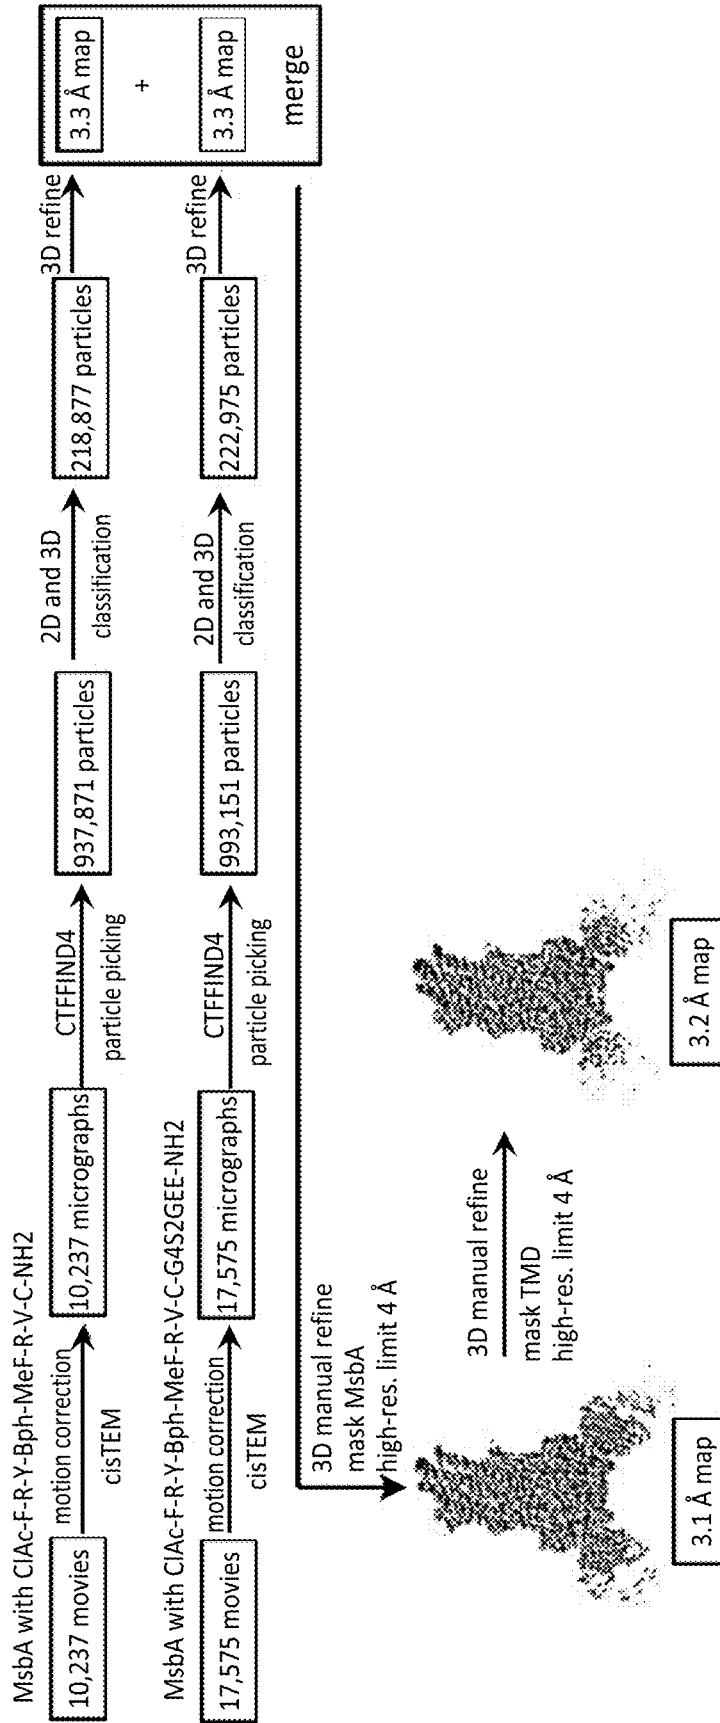 MsbA with ClAc-F-R-Y-Bph-MeF-R-V-C-NH2
10,237 movies
motion correction
cisTEM
10,237 micrographs
CTFFIND4
particle picking
937,871 particles
2D and 3D
classification
218,877 particles
3D refine
3.3 Å map
+
MsbA with ClAc-F-R-Y-Bph-MeF-R-V-C-G4S2GEE-NH2
17,575 movies
motion correction
cisTEM
17,575 micrographs
CTFFIND4
particle picking
993,151 particles
2D and 3D
classification
222,975 particles
3D refine
3.3 Å map
merge
3D manual refine
mask MsbA
high-res. limit 4 Å
3.1 Å map
3D manual refine
mask TMD
high-res. limit 4 Å
3.2 Å map